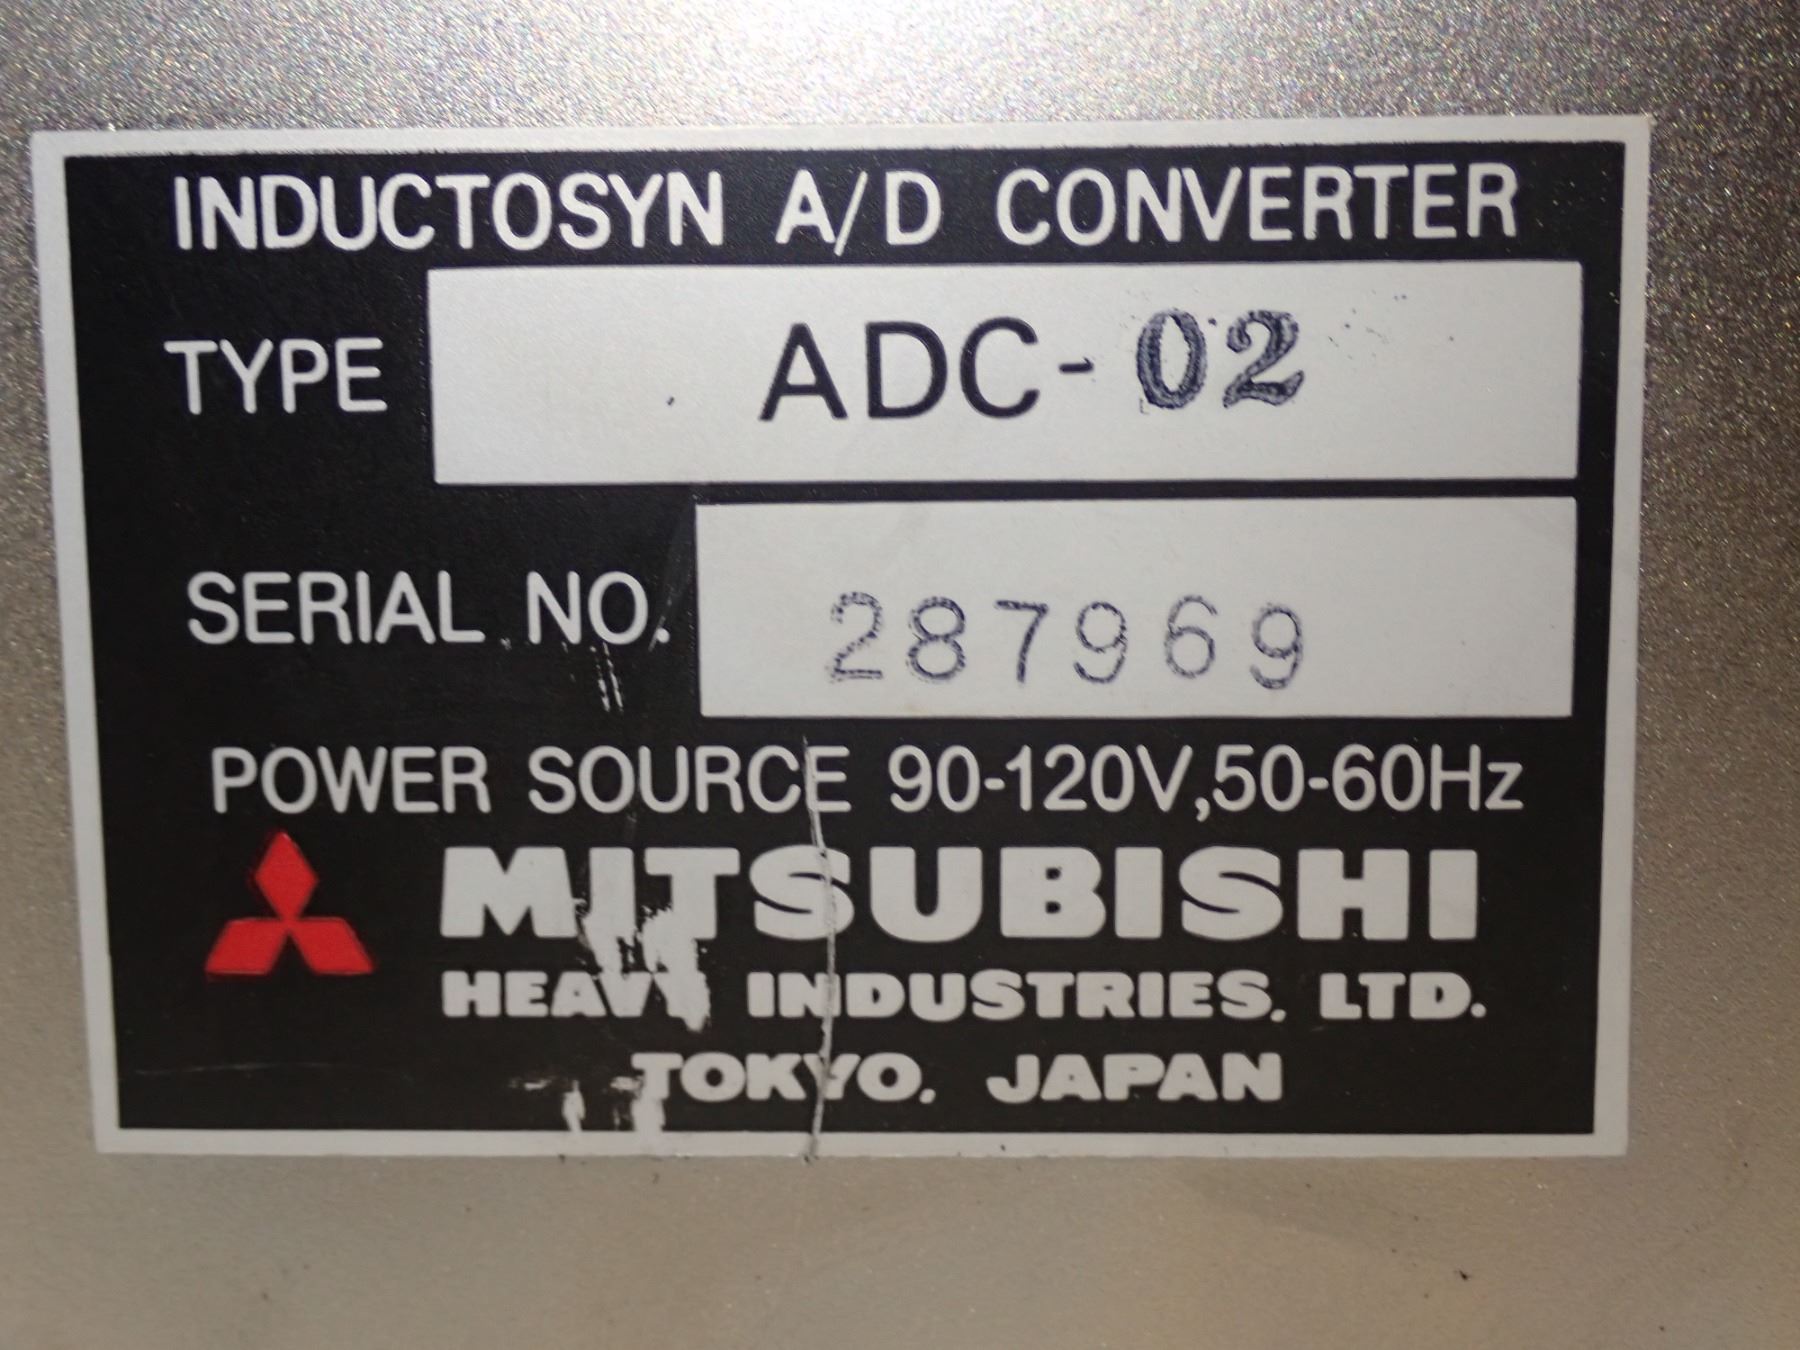 INDUCTOSYN A/D CONVERTER
TYPE ADC-02
SERIAL NO. 287969
POWER SOURCE 90-120V,50-60Hz
MITSUBISHI
HEAVY INDUSTRIES, LTD.
TOKYO, JAPAN